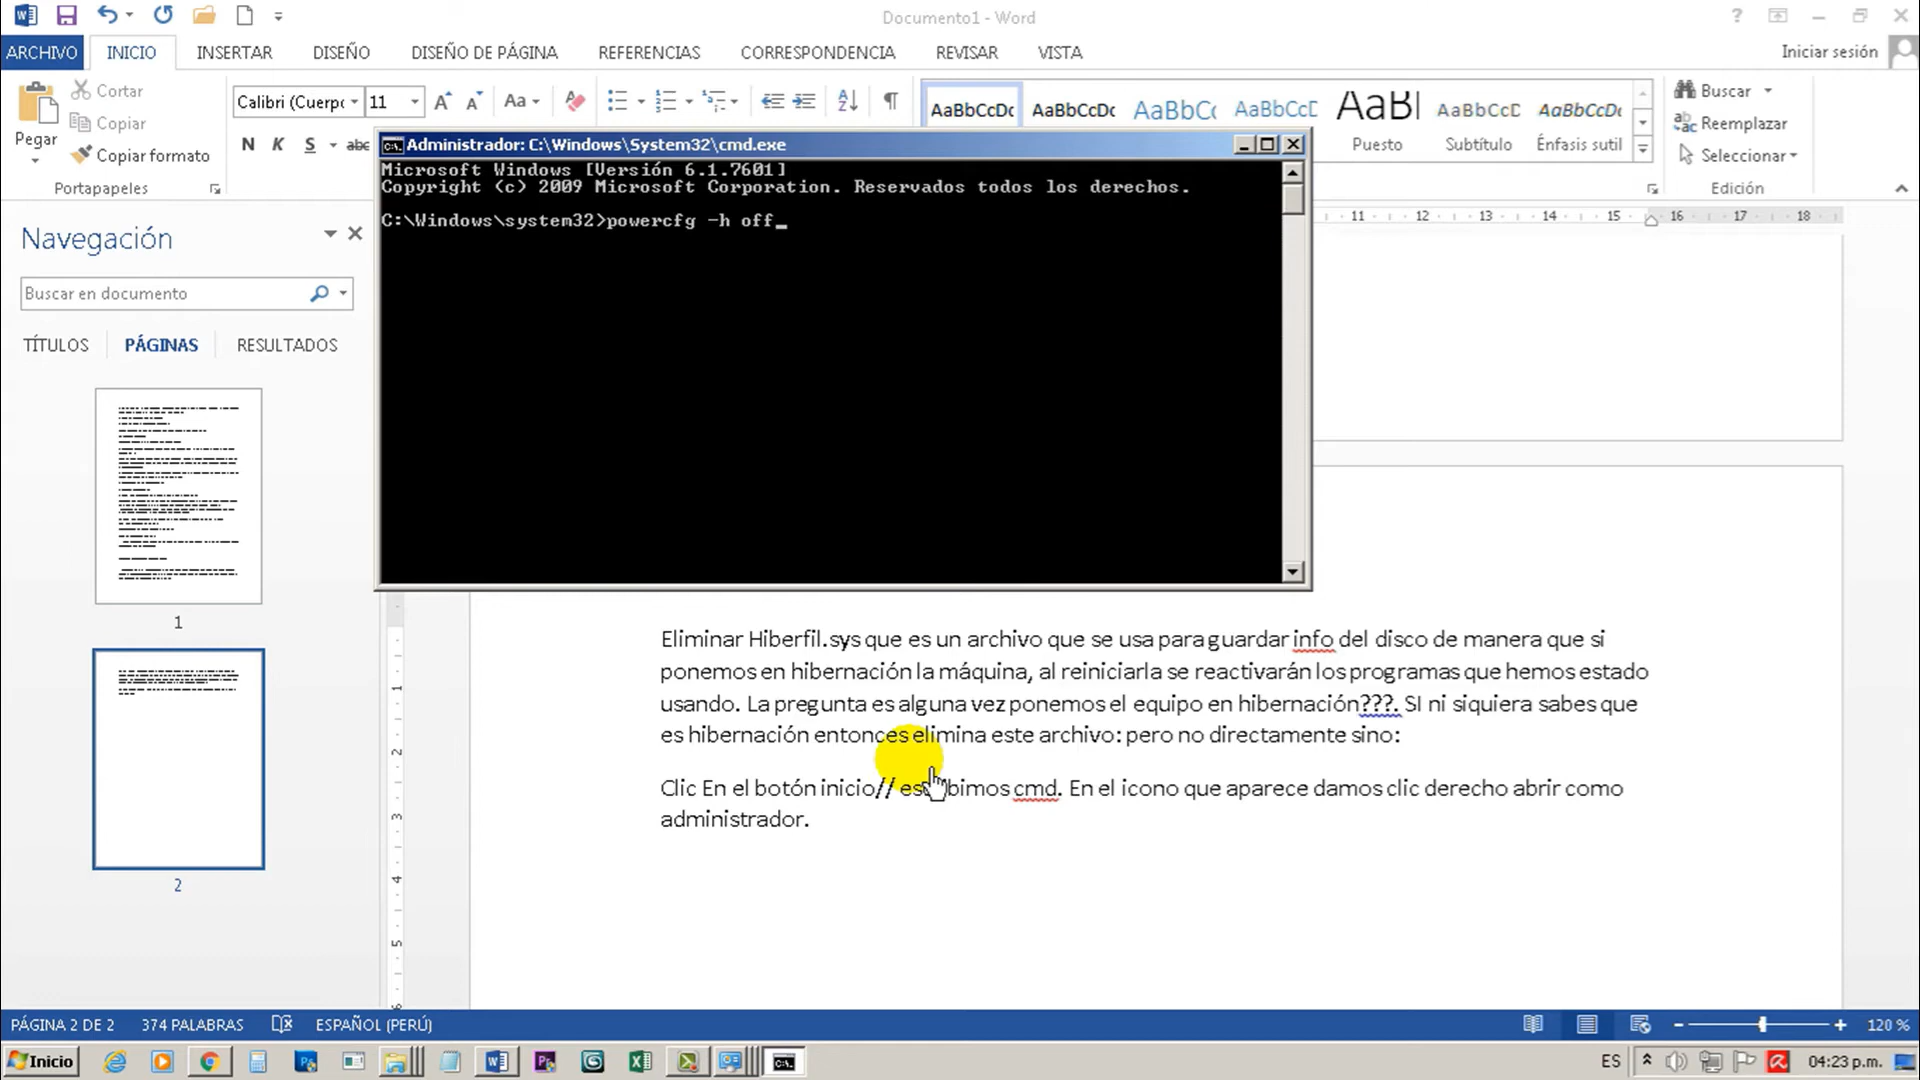 Documento1 - Word
ARCHIVO INICIO INSERTAR DISEÑO DISEÑO DE PÁGINA REFERENCIAS CORRESPONDENCIA REVISAR VISTA Iniciar sesión
Pegar
Cortar
Copiar
Copiar formato
Portapapeles
Calibri (Cuerpo 11
Aa
N K S abc
AaBbCcDc AaBbCcDc AaBbCc AaBbCcD AaBl AaBbCcD AaBbCcDc
Puesto Subtítulo Énfasis sutil
Buscar
Reemplazar
Seleccionar
Edición
Administrador: C:\Windows\System32\cmd.exe
Microsoft Windows [Versión 6.1.7601]
Copyright (c) 2009 Microsoft Corporation. Reservados todos los derechos.
C:\Windows\system32>powercfg -h off_
11 12 13 14 15 16 17 18
Navegación
Buscar en documento
TÍTULOS PÁGINAS RESULTADOS
1
2
1
2
3
4
5
Eliminar Hiberfil.sys que es un archivo que se usa para guardar info del disco de manera que si
ponemos en hibernación la máquina, al reiniciarla se reactivarán los programas que hemos estado
usando. La pregunta es alguna vez ponemos el equipo en hibernación???. SI ni siquiera sabes que
es hibernación entonces elimina este archivo: pero no directamente sino:
Clic En el botón inicio// escribimos cmd. En el icono que aparece damos clic derecho abrir como
administrador.
PÁGINA 2 DE 2 374 PALABRAS ESPAÑOL (PERÚ) 120 %
Inicio ES 04:23 p.m.